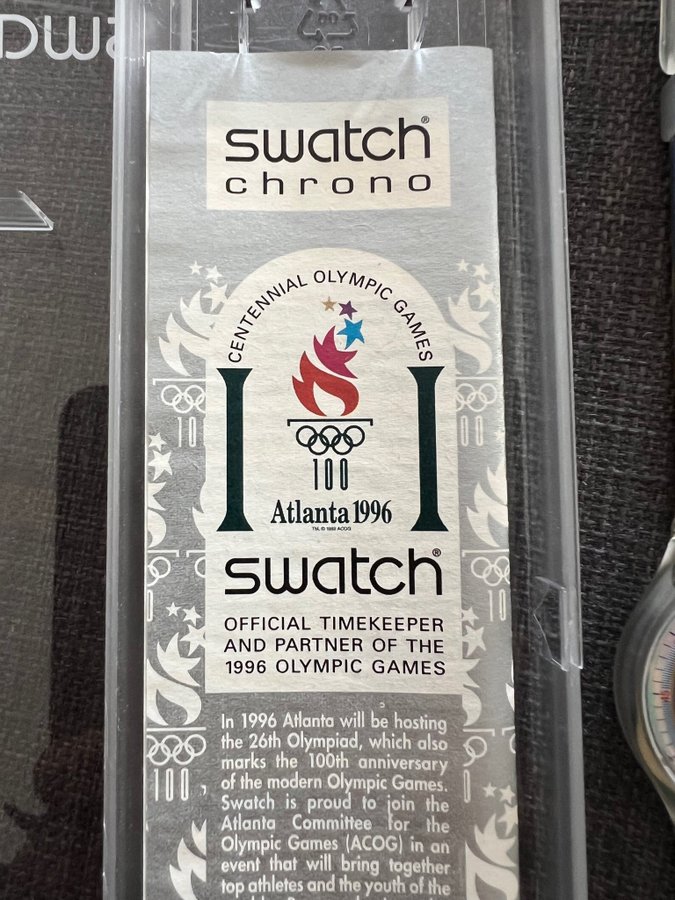 swatch®
chrono
CENTENNIAL OLYMPIC GAMES
100
Atlanta 1996
TM, © 1992 ACOG
swatch®
OFFICIAL TIMEKEEPER
AND PARTNER OF THE
1996 OLYMPIC GAMES
In 1996 Atlanta will be hosting
the 26th Olympiad, which also
marks the 100th anniversary
of the modern Olympic Games.
Swatch is proud to join the
Atlanta Committee for the
Olympic Games (ACOG) in an
event that will bring together
top athletes and the youth of the